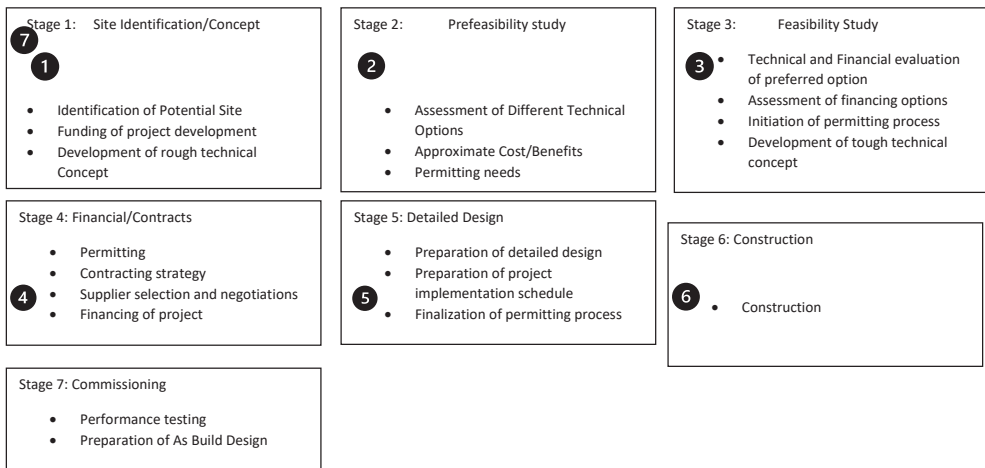 Stage 1: Site Identification/Concept
7
1
• Identification of Potential Site
• Funding of project development
• Development of rough technical
Concept
Stage 2: Prefeasibility study
2
• Assessment of Different Technical
Options
• Approximate Cost/Benefits
• Permitting needs
Stage 3: Feasibility Study
3
• Technical and Financial evaluation
of preferred option
• Assessment of financing options
• Initiation of permitting process
• Development of tough technical
concept
Stage 4: Financial/Contracts
• Permitting
• Contracting strategy
4
• Supplier selection and negotiations
• Financing of project
Stage 5: Detailed Design
• Preparation of detailed design
• Preparation of project
implementation schedule
5
• Finalization of permitting process
Stage 6: Construction
6
• Construction
Stage 7: Commissioning
• Performance testing
• Preparation of As Build Design